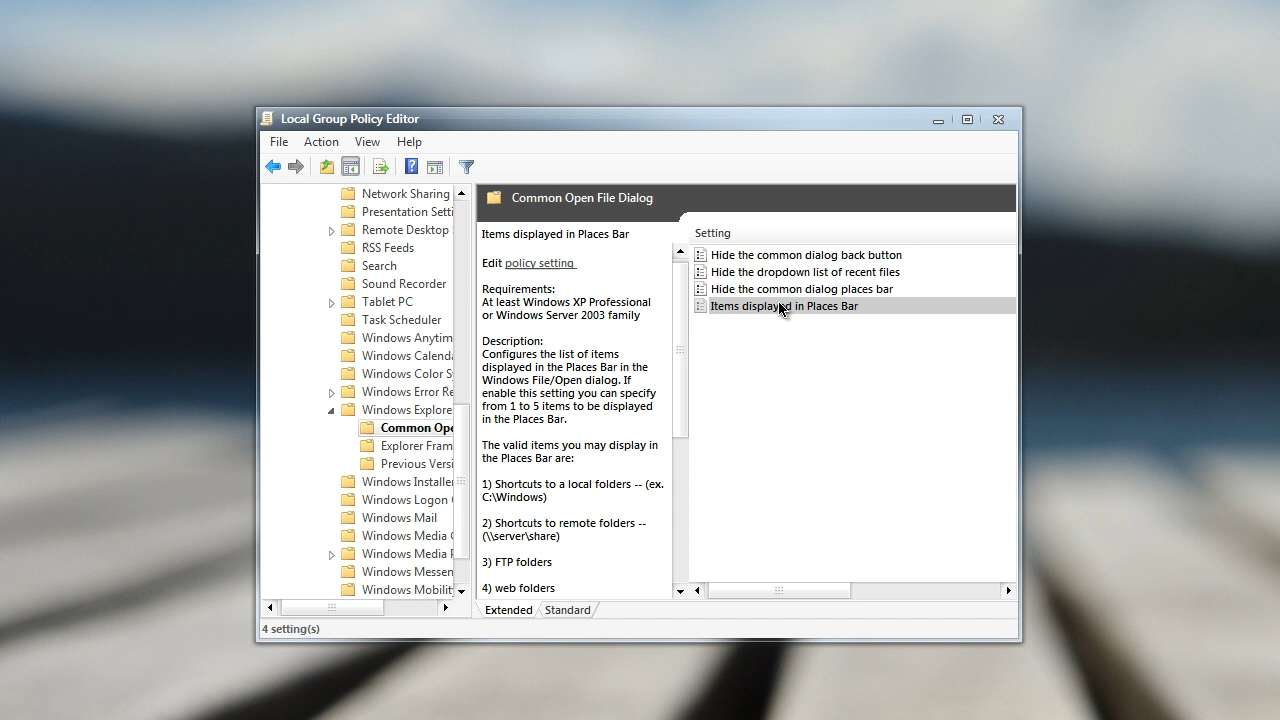 Local Group Policy Editor
File Action View Help
Network Sharing
Presentation Setti
Remote Desktop
RSS Feeds
Search
Sound Recorder
Tablet PC
Task Scheduler
Windows Anytim
Windows Calenda
Windows Color Sy
Windows Error Re
Windows Explore
Common Ope
Explorer Fram
Previous Versi
Windows Installe
Windows Logon
Windows Mail
Windows Media
Windows Media
Windows Messen
Windows Mobilit
Common Open File Dialog
Items displayed in Places Bar
Edit policy setting
Requirements:
At least Windows XP Professional
or Windows Server 2003 family
Description:
Configures the list of items
displayed in the Places Bar in the
Windows File/Open dialog. If
enable this setting you can specify
from 1 to 5 items to be displayed
in the Places Bar.
The valid items you may display in
the Places Bar are:
1) Shortcuts to a local folders -- (ex.
C:\Windows)
2) Shortcuts to remote folders --
(\\server\share)
3) FTP folders
4) web folders
Setting
Hide the common dialog back button
Hide the dropdown list of recent files
Hide the common dialog places bar
Items displayed in Places Bar
Extended Standard
4 setting(s)